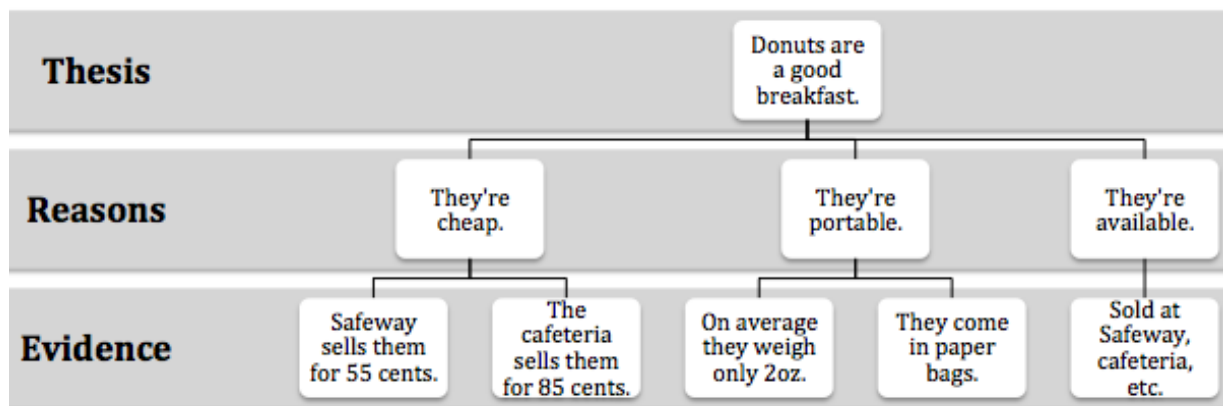 Thesis
Donuts are
a good
breakfast.
Reasons
They're
cheap.
They're
portable.
They're
available.
Evidence
Safeway
sells them
for 55 cents.
The
cafeteria
sells them
for 85 cents.
On average
they weigh
only 2oz.
They come
in paper
bags.
Sold at
Safeway,
cafeteria,
etc.